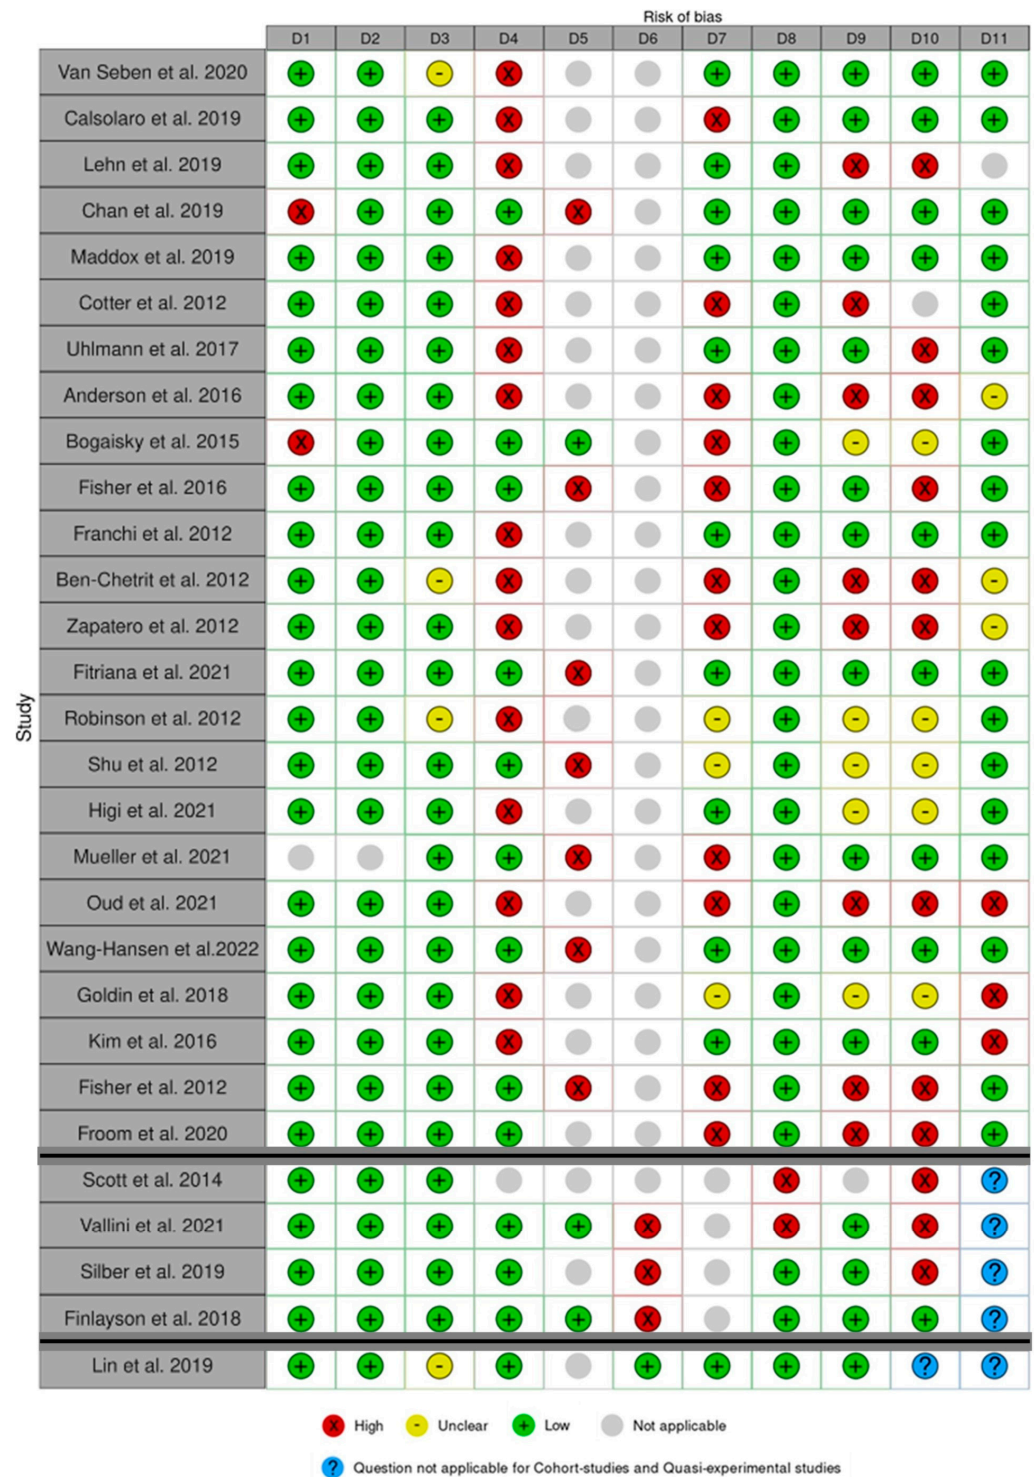 Risk of bias
D1 D2 D3 D4 D5 D6 D7 D8 D9 D10 D11
Study
Van Seben et al. 2020 + + - X + + + + +
Calsolaro et al. 2019 + + + X X + + + +
Lehn et al. 2019 + + + X + + X X
Chan et al. 2019 X + + + X + + + + +
Maddox et al. 2019 + + + X + + + + +
Cotter et al. 2012 + + + X X + X +
Uhlmann et al. 2017 + + + X + + + X +
Anderson et al. 2016 + + + X X + X X -
Bogaisky et al. 2015 X + + + + X + - - +
Fisher et al. 2016 + + + + X X + + X +
Franchi et al. 2012 + + + X + + + + +
Ben-Chetrit et al. 2012 + + - X X + X X -
Zapatero et al. 2012 + + + X X + X X -
Fitriana et al. 2021 + + + + X + + + + +
Robinson et al. 2012 + + - X - + - - +
Shu et al. 2012 + + + + X - + - - +
Higi et al. 2021 + + + X + + - - +
Mueller et al. 2021 + + X X + + + +
Oud et al. 2021 + + + X X + X X X
Wang-Hansen et al.2022 + + + + X + + + + +
Goldin et al. 2018 + + + X - + - - X
Kim et al. 2016 + + + X + + + + X
Fisher et al. 2012 + + + + X X + X X +
Froom et al. 2020 + + + + X + X X +
Scott et al. 2014 + + + X X ?
Vallini et al. 2021 + + + + + X X + X ?
Silber et al. 2019 + + + + X + + X ?
Finlayson et al. 2018 + + + + + X + + + ?
Lin et al. 2019 + + - + + + + + ? ?
X High - Unclear + Low Not applicable
? Question not applicable for Cohort-studies and Quasi-experimental studies